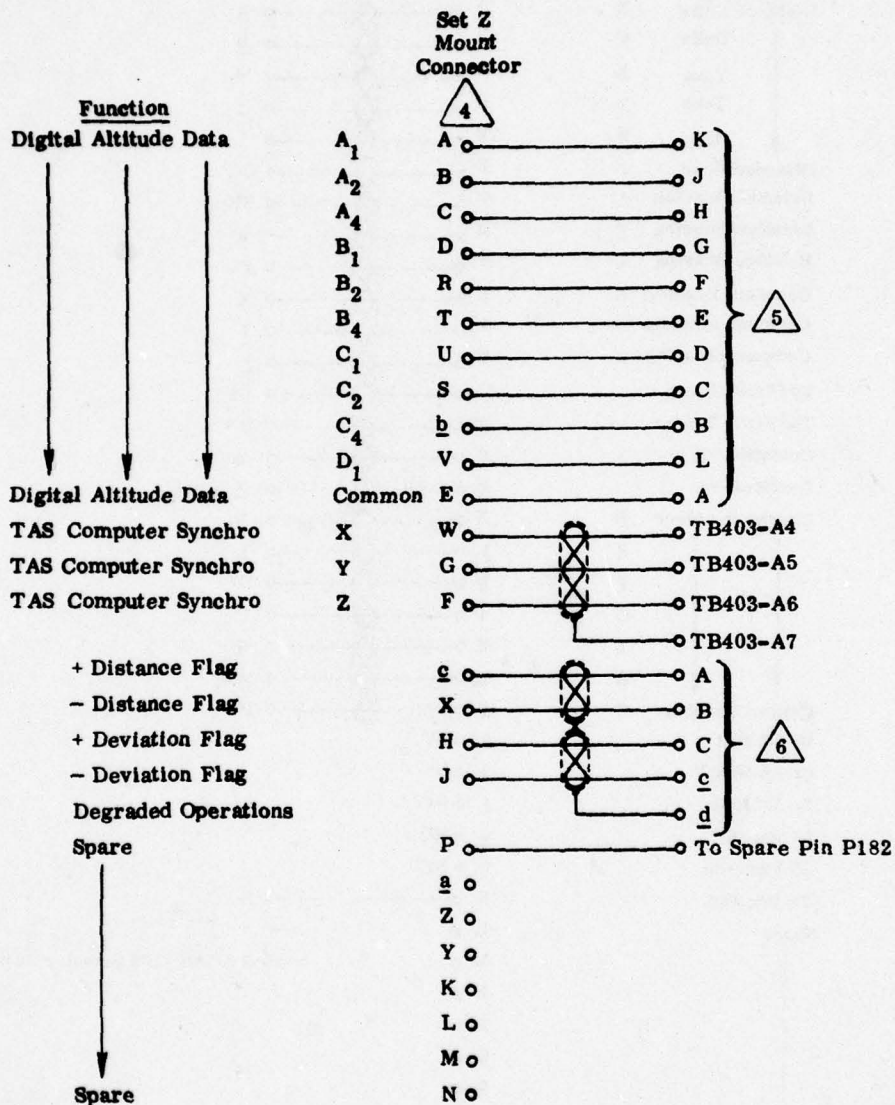 Set Z
Mount
Connector
4
Function
Digital Altitude Data A1 A K
A2 B J
A4 C H
B1 D G
B2 R F
B4 T E 5
C1 U D
C2 S C
C4 b B
D1 V L
Digital Altitude Data Common E A
TAS Computer Synchro X W TB403-A4
TAS Computer Synchro Y G TB403-A5
TAS Computer Synchro Z F TB403-A6
TB403-A7
+ Distance Flag c A
- Distance Flag X B
+ Deviation Flag H C 6
- Deviation Flag J c
Degraded Operations d
Spare P To Spare Pin P182
a
Z
Y
K
L
M
Spare N